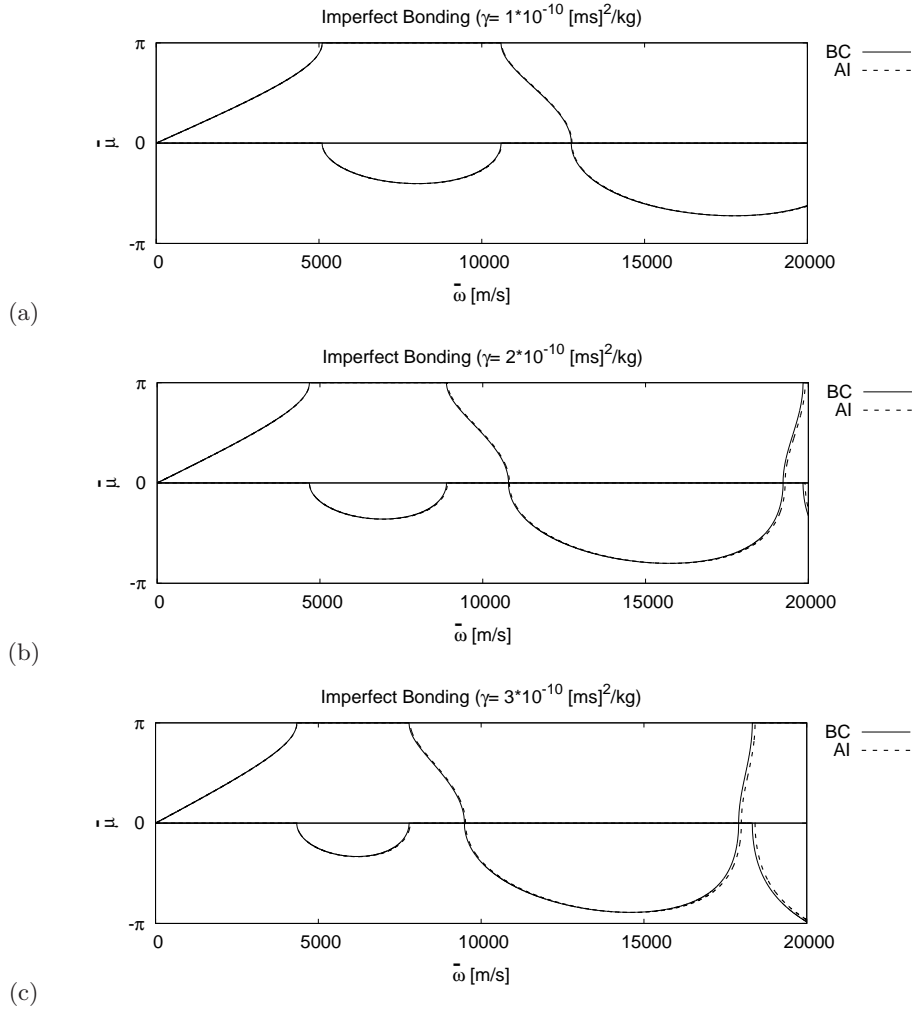 Imperfect Bonding (γ= 1*10⁻¹⁰ [ms]²/kg)
π
0
-π
μ̄
0 5000 10000 15000 20000
ω̄ [m/s]
BC
AI
(a)
Imperfect Bonding (γ= 2*10⁻¹⁰ [ms]²/kg)
π
0
-π
μ̄
0 5000 10000 15000 20000
ω̄ [m/s]
BC
AI
(b)
Imperfect Bonding (γ= 3*10⁻¹⁰ [ms]²/kg)
π
0
-π
μ̄
0 5000 10000 15000 20000
ω̄ [m/s]
BC
AI
(c)